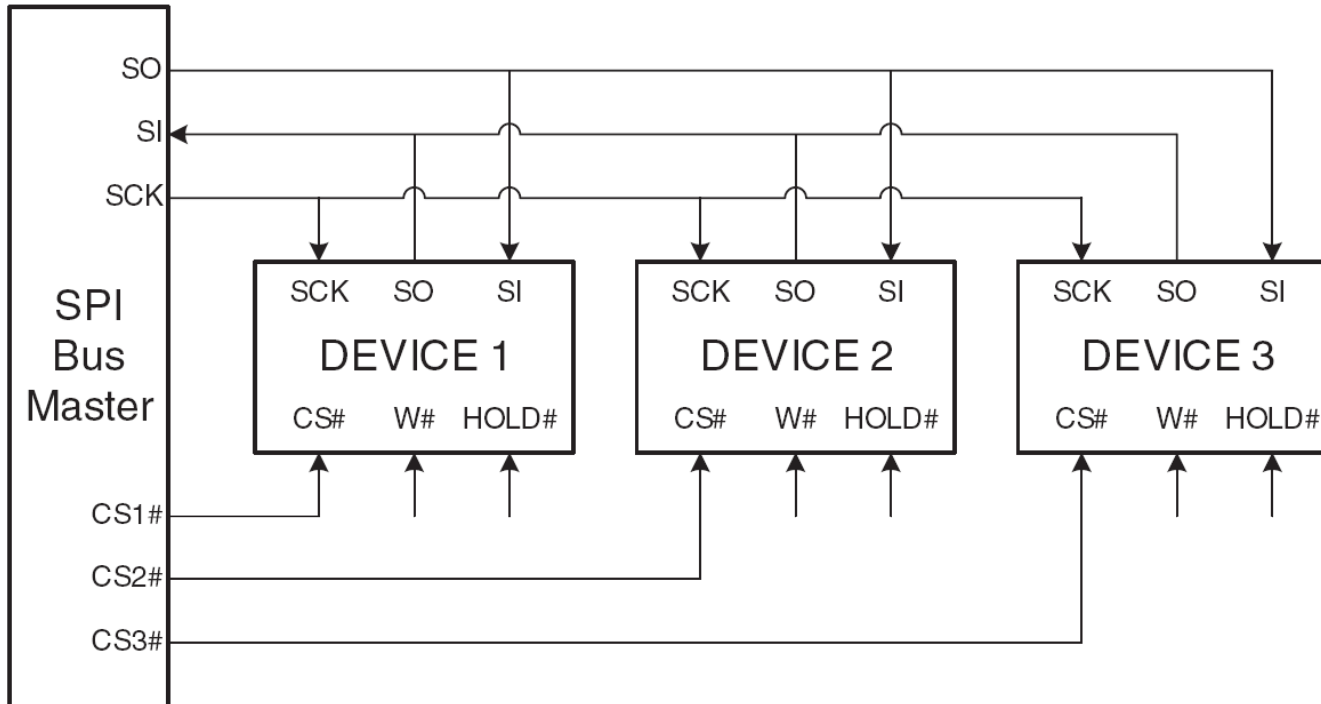 SO
SI
SCK
SPI
Bus
Master
CS1#
CS2#
CS3#
SCK SO SI
DEVICE 1
CS# W# HOLD#
SCK SO SI
DEVICE 2
CS# W# HOLD#
SCK SO SI
DEVICE 3
CS# W# HOLD#